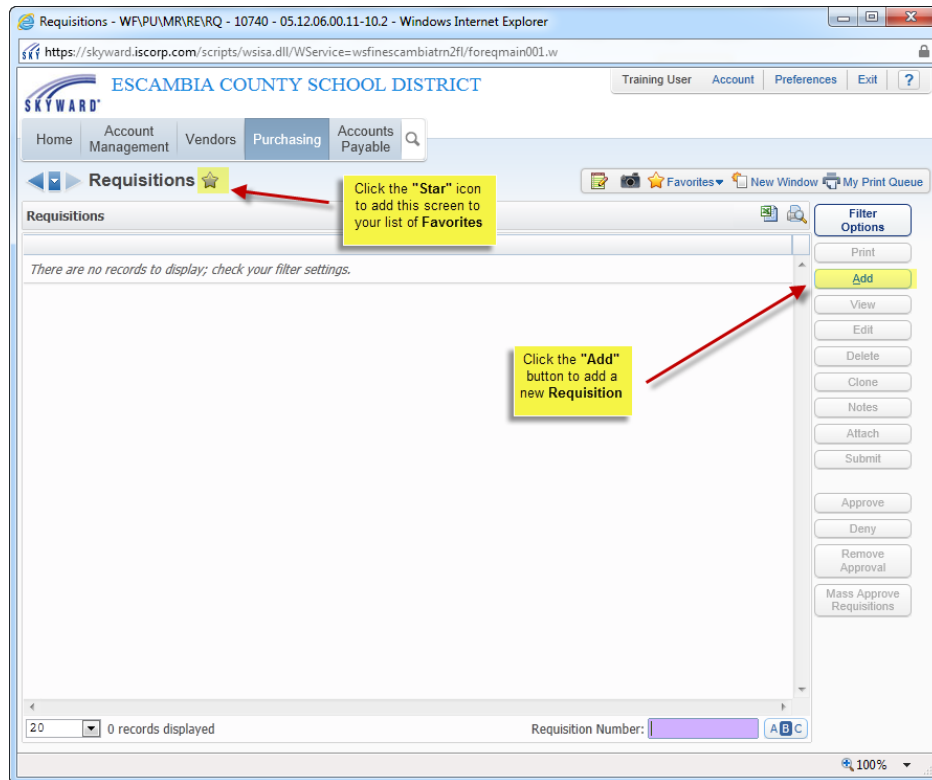 Requisitions - WF\PU\MR\RE\RQ - 10740 - 05.12.06.00.11-10.2 - Windows Internet Explorer
https://skyward.iscorp.com/scripts/wsisa.dll/WService=wsfinescambiatrn2fl/foreqmain001.w
SKYWARD
ESCAMBIA COUNTY SCHOOL DISTRICT
Training User Account Preferences Exit ?
Home Account Management Vendors Purchasing Accounts Payable
Requisitions
Favorites New Window My Print Queue
Click the "Star" icon
to add this screen to
your list of Favorites
Requisitions
There are no records to display; check your filter settings.
Filter
Options
Print
Add
View
Edit
Delete
Clone
Notes
Attach
Submit
Approve
Deny
Remove
Approval
Mass Approve
Requisitions
Click the "Add"
button to add a
new Requisition
20 0 records displayed Requisition Number: A B C
100%